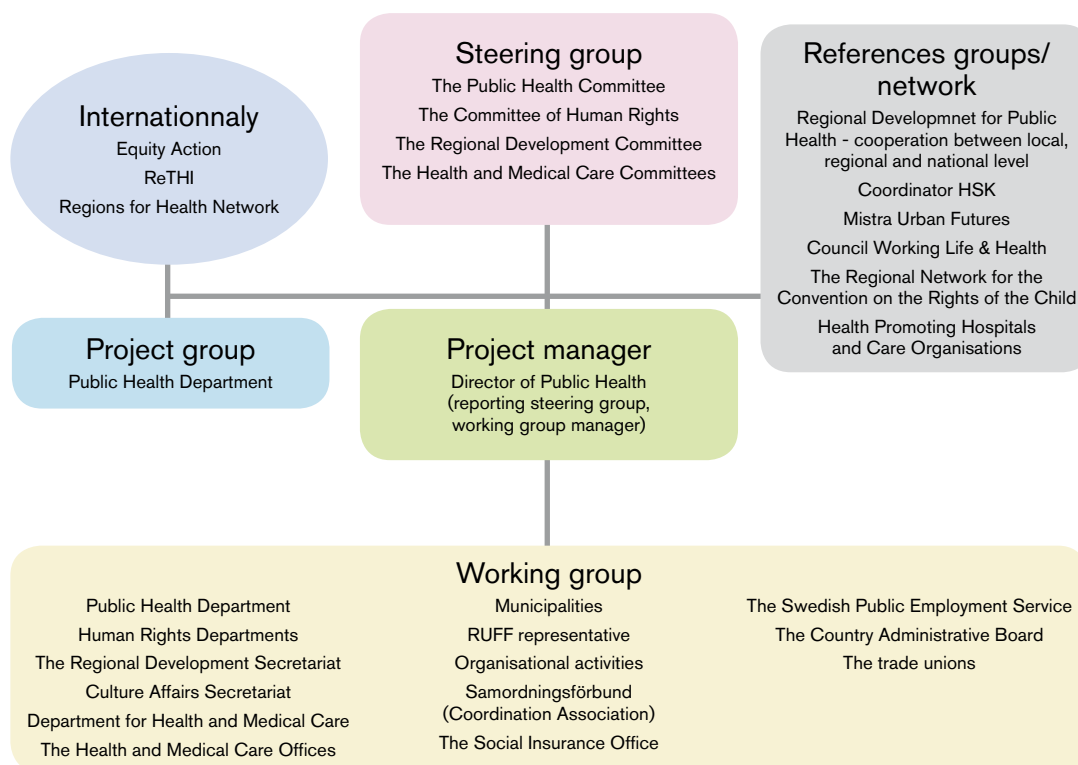 Internationnaly
Equity Action
ReTHI
Regions for Health Network
Steering group
The Public Health Committee
The Committee of Human Rights
The Regional Development Committee
The Health and Medical Care Committees
References groups/
network
Regional Developmnet for Public
Health - cooperation between local,
regional and national level
Coordinator HSK
Mistra Urban Futures
Council Working Life & Health
The Regional Network for the
Convention on the Rights of the Child
Health Promoting Hospitals
and Care Organisations
Project group
Public Health Department
Project manager
Director of Public Health
(reporting steering group,
working group manager)
Working group
Public Health Department
Human Rights Departments
The Regional Development Secretariat
Culture Affairs Secretariat
Department for Health and Medical Care
The Health and Medical Care Offices
Municipalities
RUFF representative
Organisational activities
Samordningsförbund
(Coordination Association)
The Social Insurance Office
The Swedish Public Employment Service
The Country Administrative Board
The trade unions